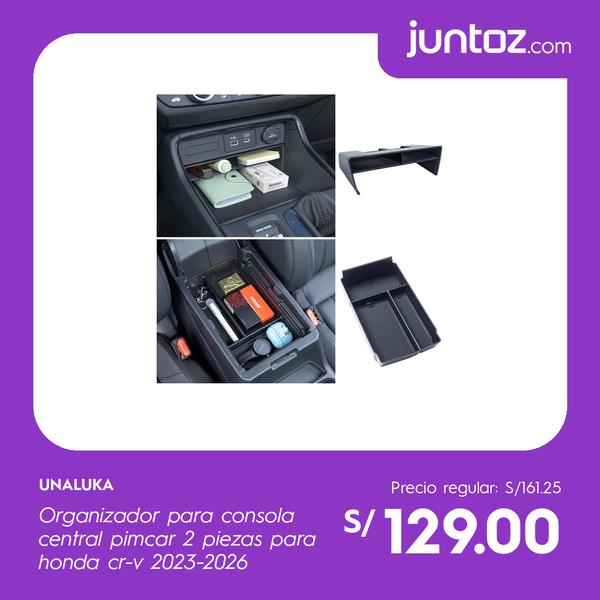 juntoz.com
UNALUKA
Organizador para consola
central pimcar 2 piezas para
honda cr-v 2023-2026
Precio regular: S/161.25
S/129.00